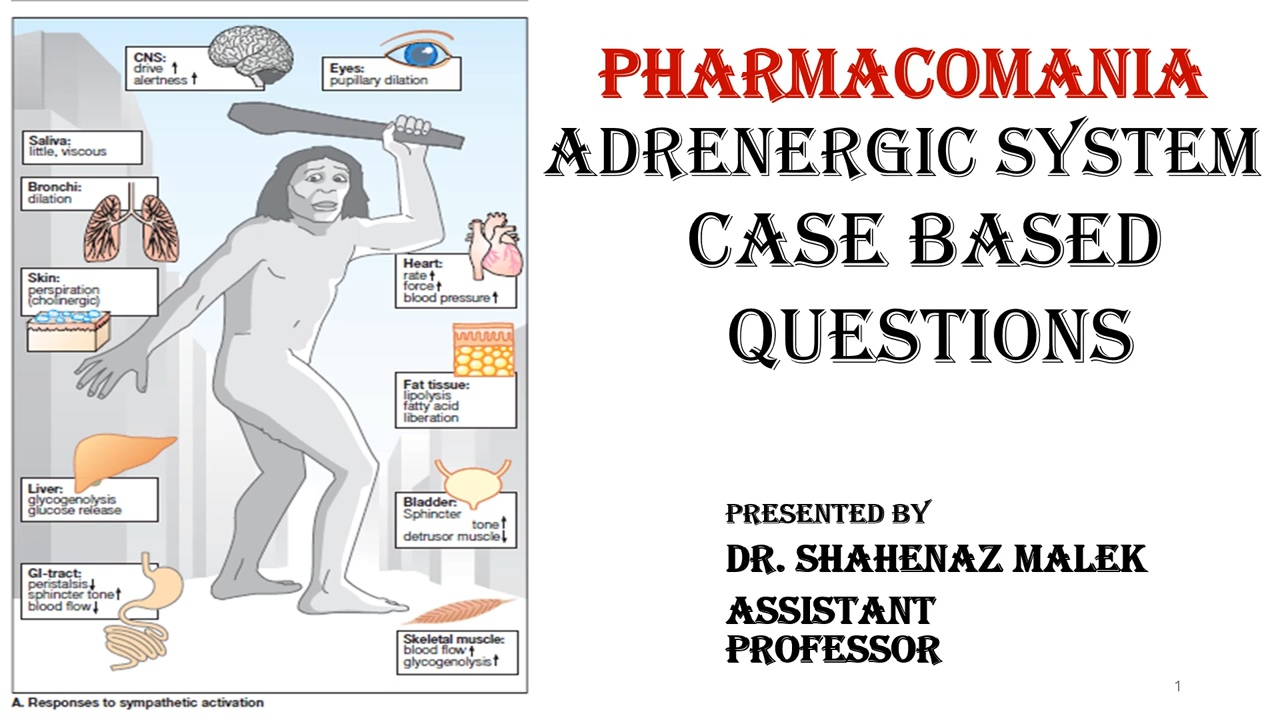 CNS:
drive ↑
alertness ↑
Eyes:
pupillary dilation
Saliva:
little, viscous
Bronchi:
dilation
Skin:
perspiration
(cholinergic)
Heart:
rate ↑
force ↑
blood pressure ↑
Fat tissue:
lipolysis
fatty acid
liberation
Liver:
glycogenolysis
glucose release
Bladder:
Sphincter
tone ↑
detrusor muscle ↓
GI-tract:
peristalsis ↓
sphincter tone ↑
blood flow ↓
Skeletal muscle:
blood flow ↑
glycogenolysis ↑
A. Responses to sympathetic activation
PHARMACOMANIA
ADRENERGIC SYSTEM
CASE BASED
QUESTIONS
PRESENTED BY
DR. SHAHENAZ MALEK
ASSISTANT
PROFESSOR
1